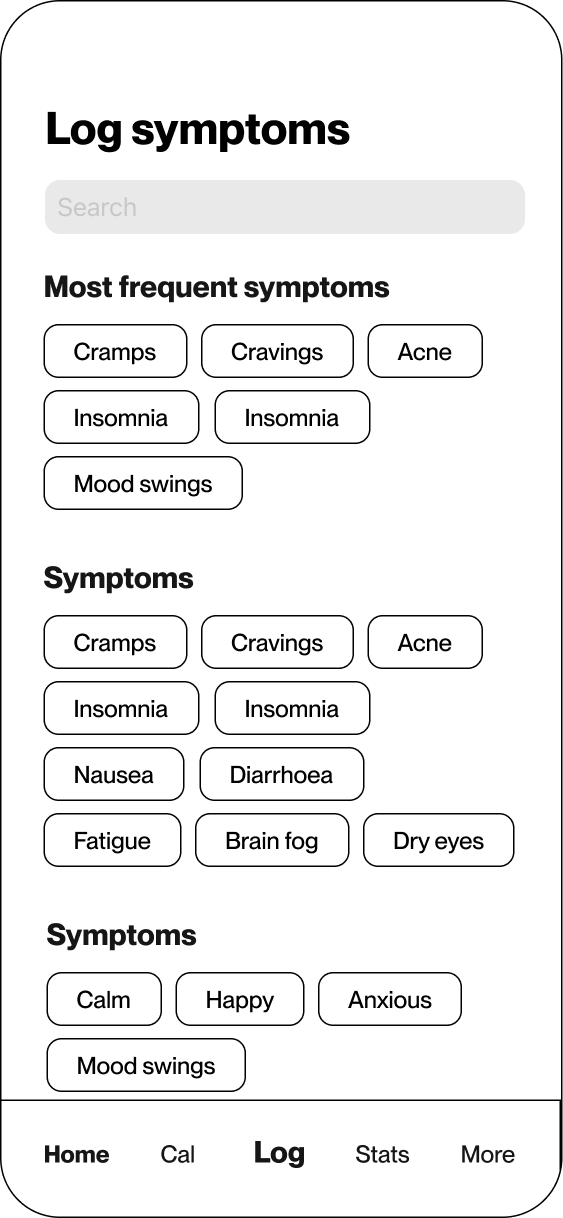 Log symptoms
Search
Most frequent symptoms
Cramps Cravings Acne
Insomnia Insomnia
Mood swings
Symptoms
Cramps Cravings Acne
Insomnia Insomnia
Nausea Diarrhoea
Fatigue Brain fog Dry eyes
Symptoms
Calm Happy Anxious
Mood swings
Home Cal Log Stats More